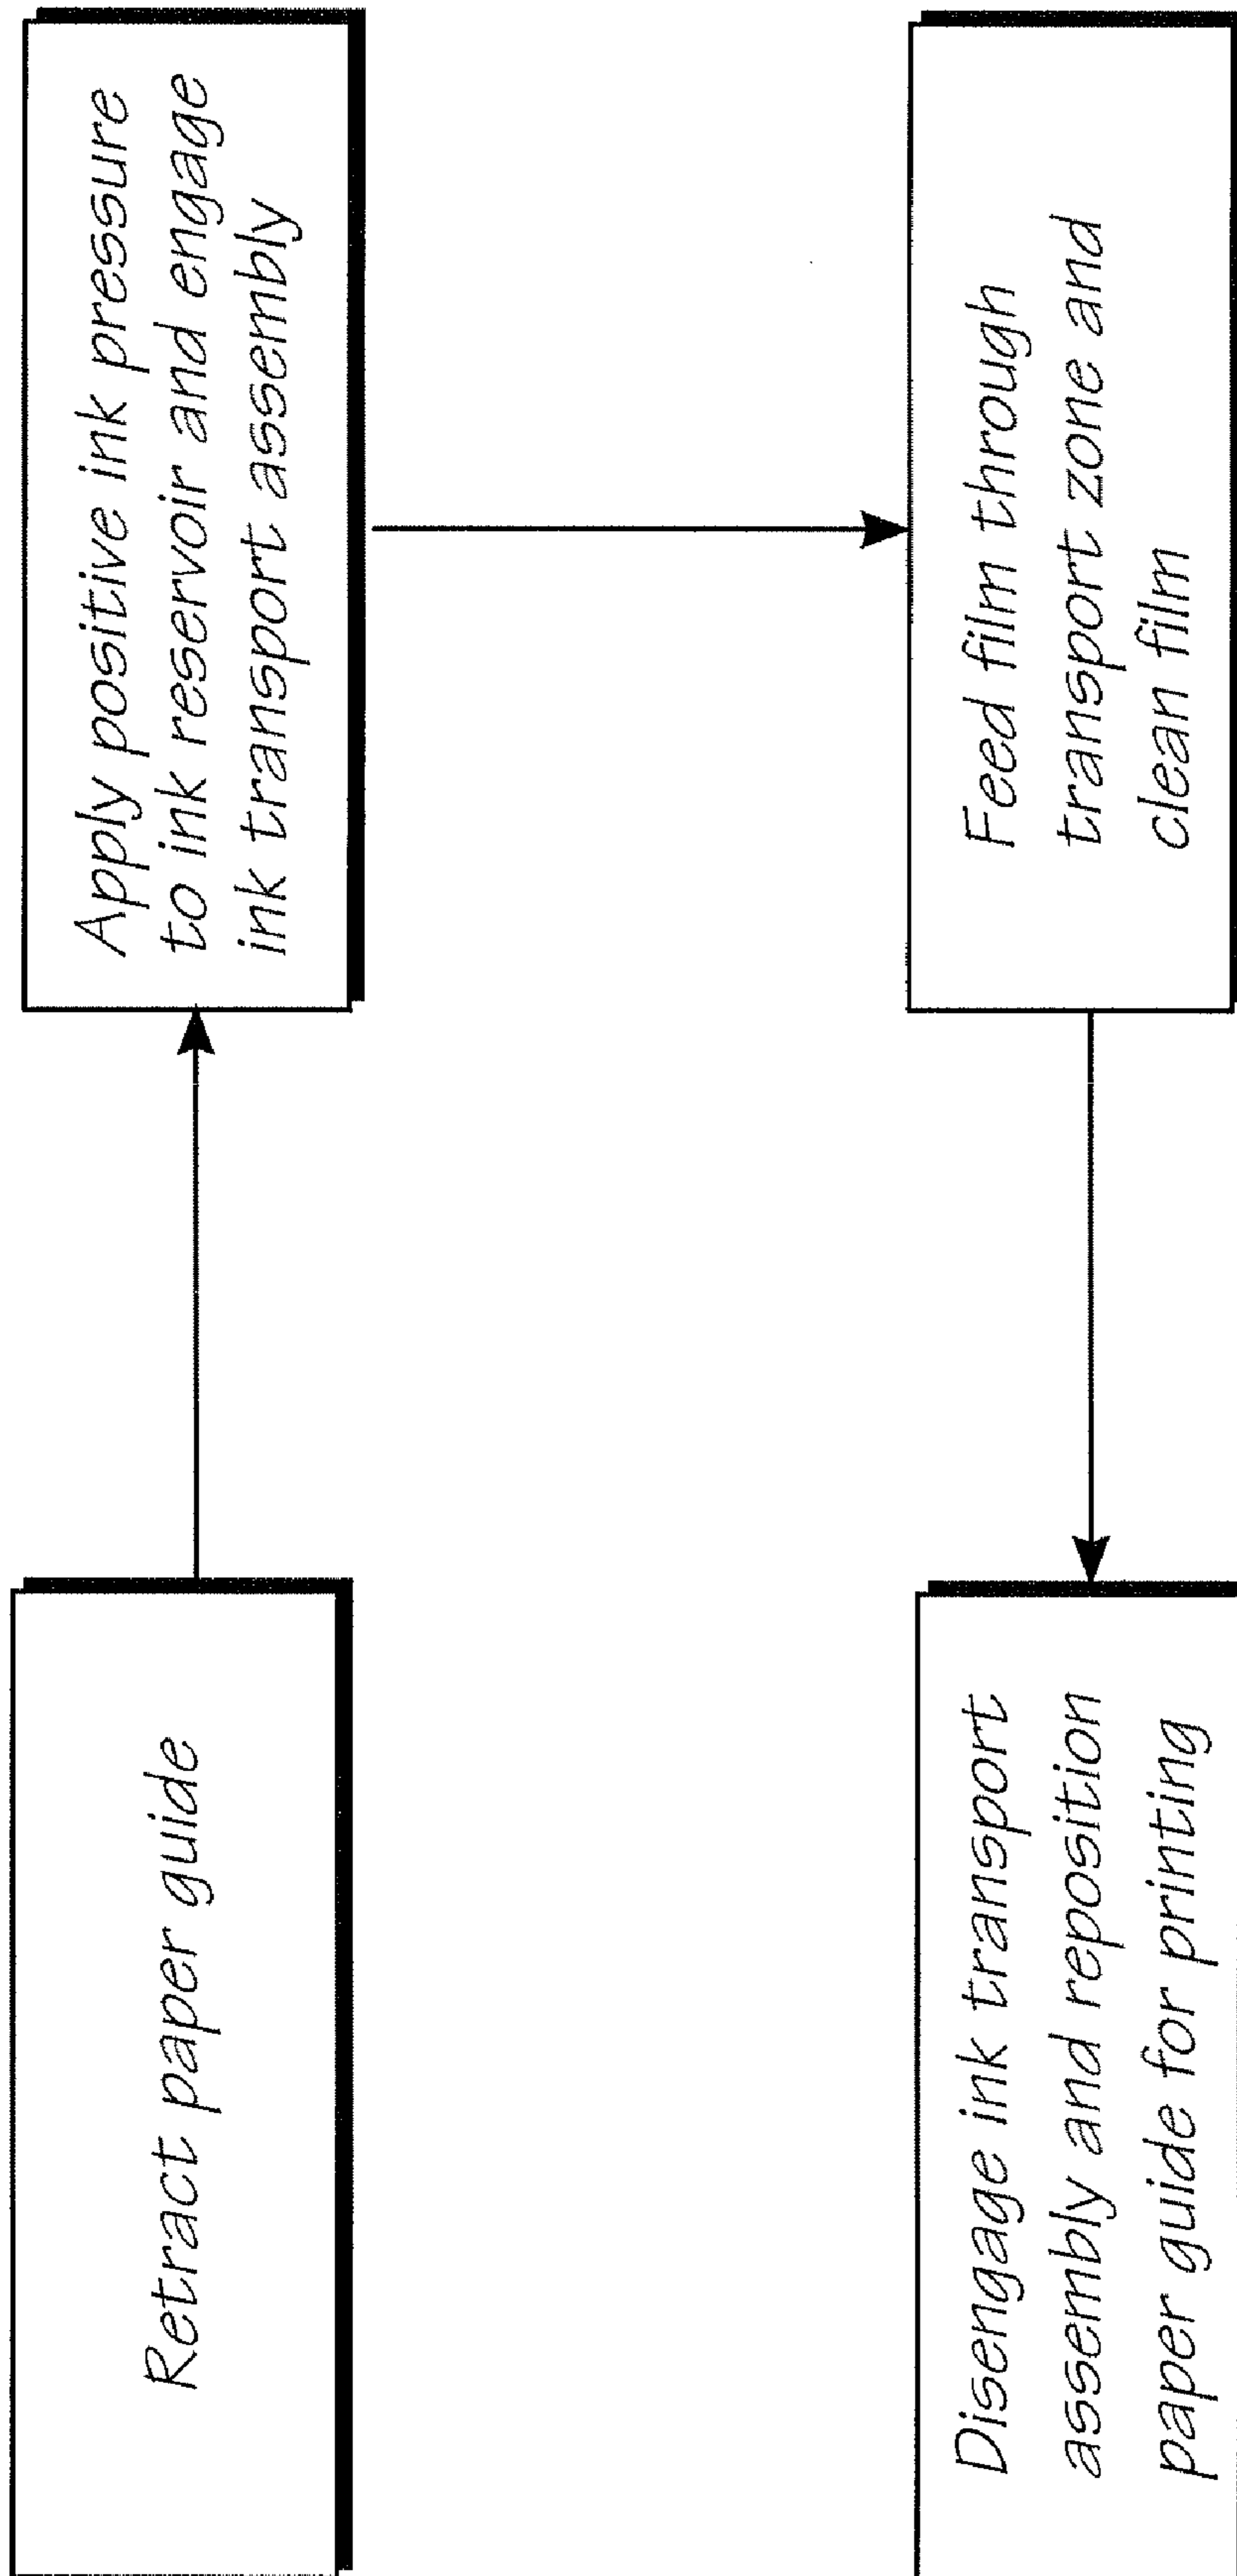 Retract paper guide
Apply positive ink pressure
to ink reservoir and engage
ink transport assembly
Feed film through
transport zone and
clean film
Disengage ink transport
assembly and reposition
paper guide for printing